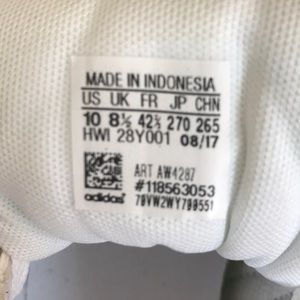 MADE IN INDONESIA
US UK FR JP CHN
10 8½ 42⅔ 270 265
HWI 28Y001 08/17
ART AW4287
#118563053
adidas